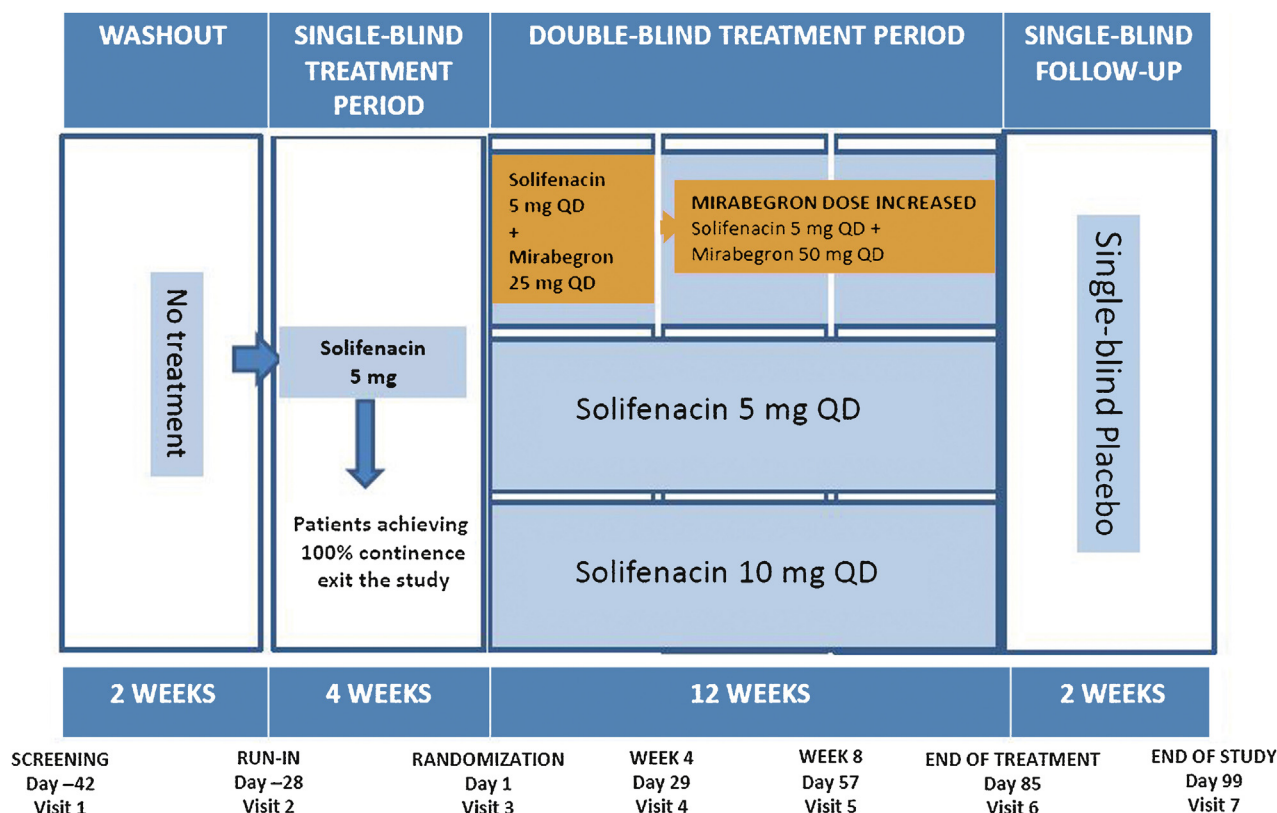 WASHOUT
SINGLE-BLIND
TREATMENT
PERIOD
DOUBLE-BLIND TREATMENT PERIOD
SINGLE-BLIND
FOLLOW-UP
No treatment
Solifenacin
5 mg
Patients achieving
100% continence
exit the study
Solifenacin
5 mg QD
+
Mirabegron
25 mg QD
MIRABEGRON DOSE INCREASED
Solifenacin 5 mg QD +
Mirabegron 50 mg QD
Solifenacin 5 mg QD
Solifenacin 10 mg QD
Single-blind Placebo
2 WEEKS
4 WEEKS
12 WEEKS
2 WEEKS
SCREENING
Day –42
Visit 1
RUN-IN
Day –28
Visit 2
RANDOMIZATION
Day 1
Visit 3
WEEK 4
Day 29
Visit 4
WEEK 8
Day 57
Visit 5
END OF TREATMENT
Day 85
Visit 6
END OF STUDY
Day 99
Visit 7